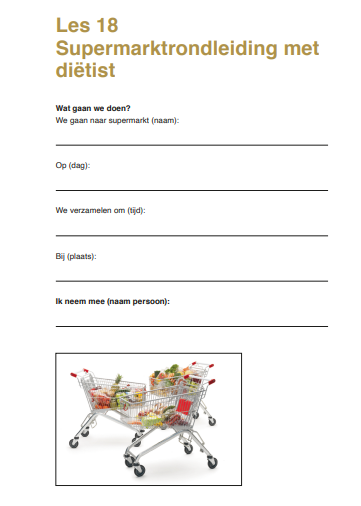 Les 18
Supermarktrondleiding met
diëtist
Wat gaan we doen?
We gaan naar supermarkt (naam):
Op (dag):
We verzamelen om (tijd):
Bij (plaats):
Ik neem mee (naam persoon):